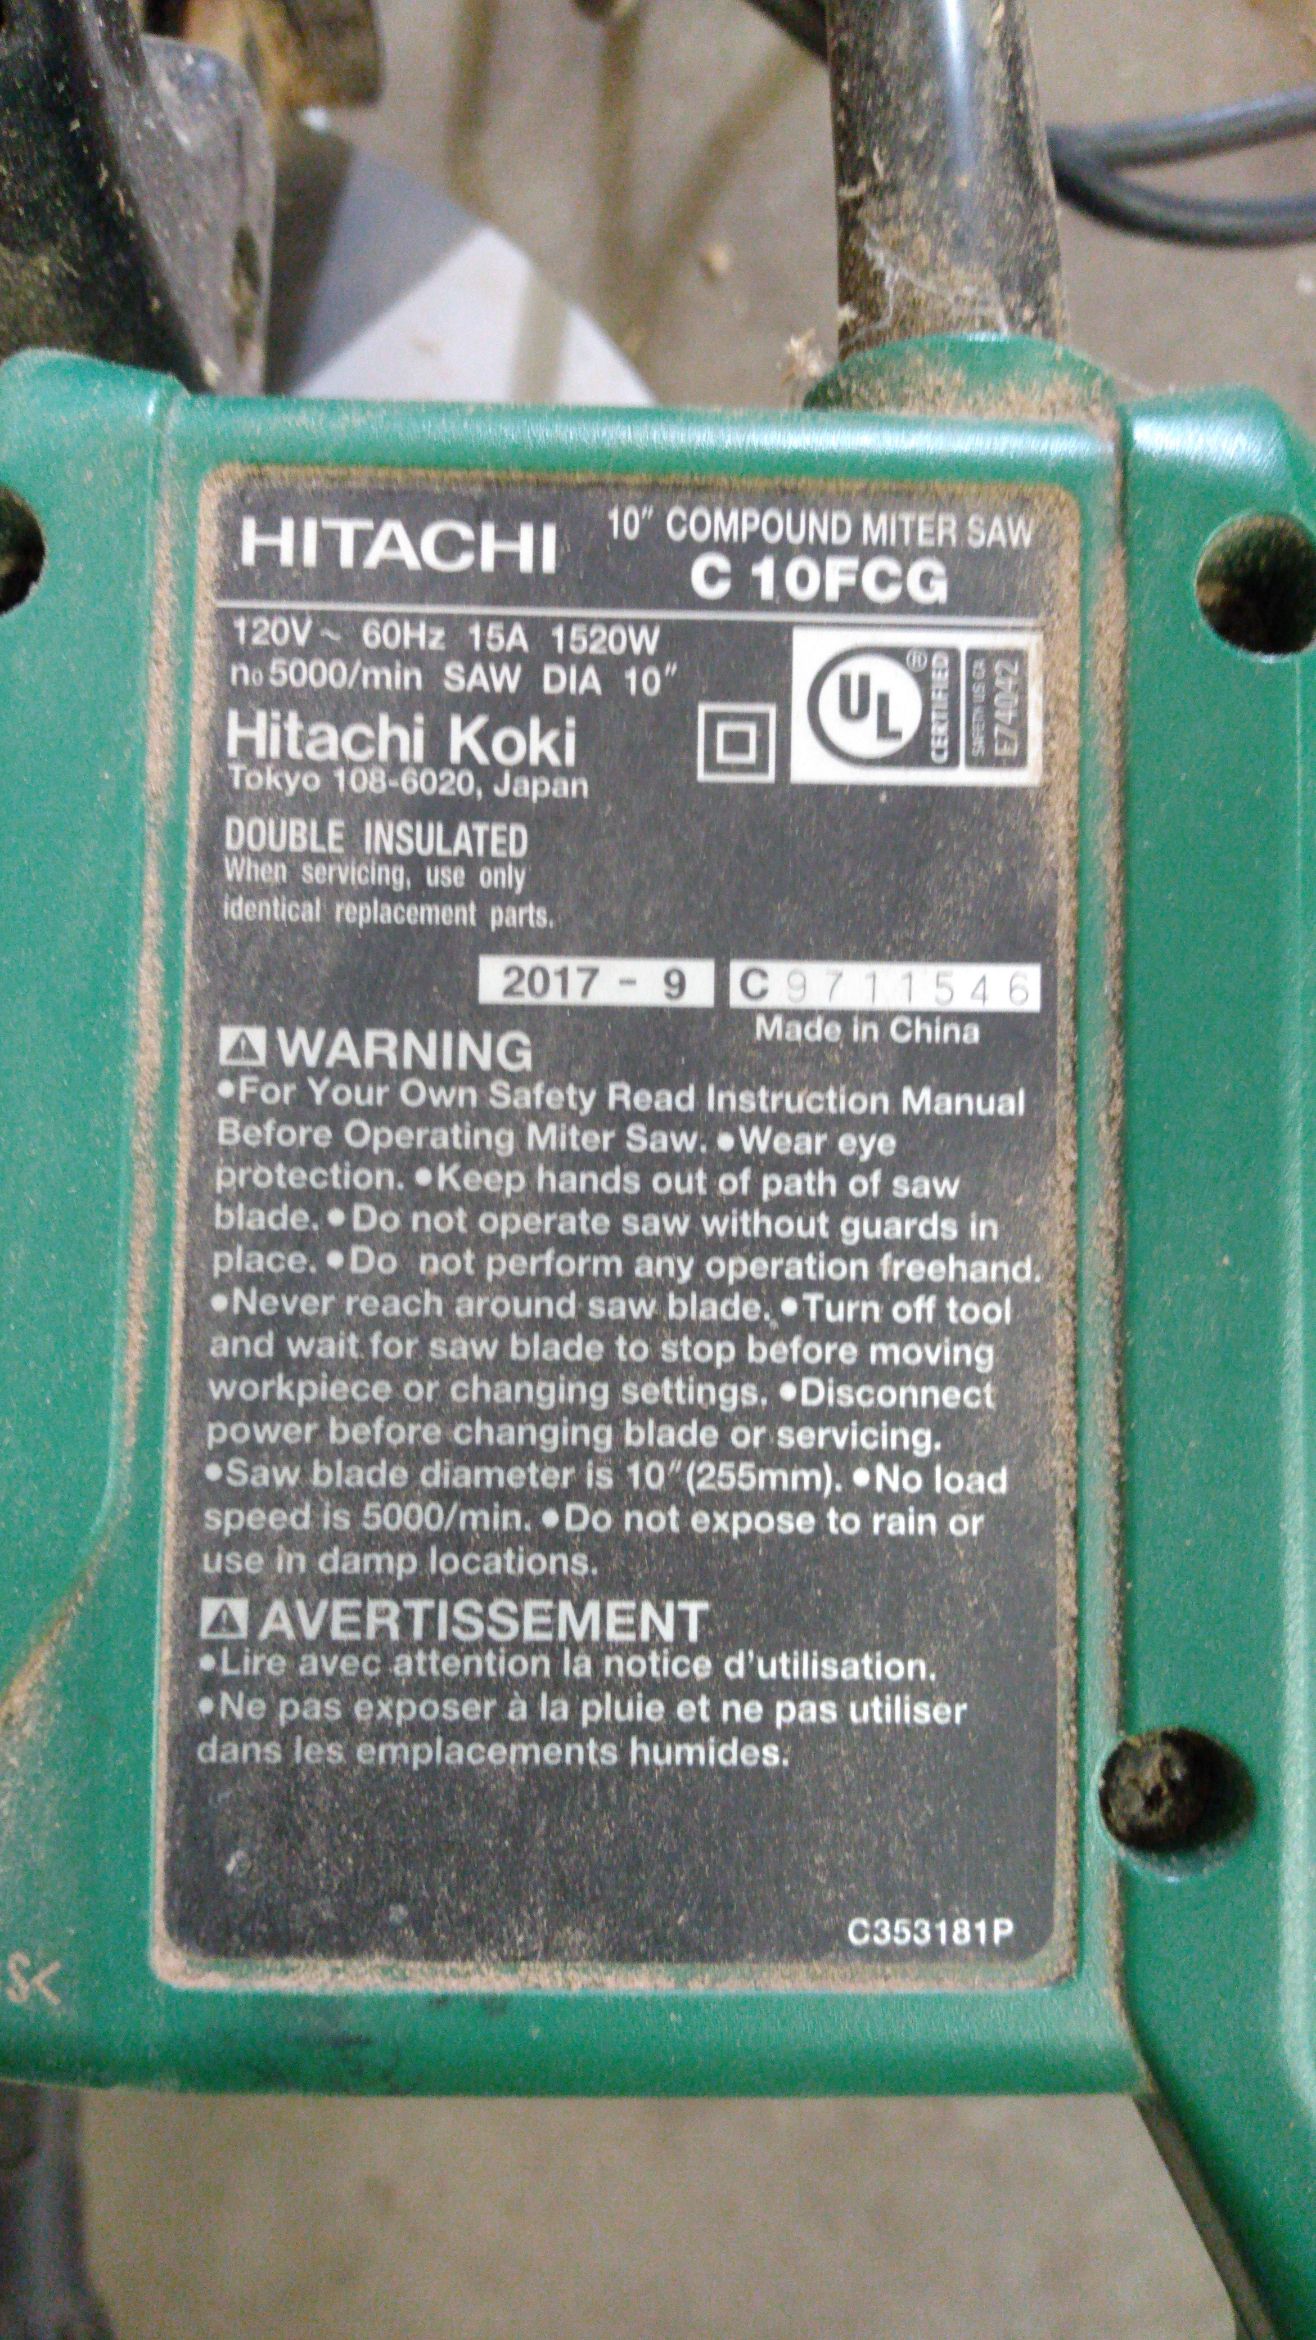 HITACHI
10" COMPOUND MITER SAW
C 10FCG
120V~ 60Hz 15A 1520W
no 5000/min SAW DIA 10"
Hitachi Koki
Tokyo 108-6020, Japan
UL ®
CERTIFIED
SAFETY US CA
E74042
DOUBLE INSULATED
When servicing, use only
identical replacement parts.
2017 - 9
C 9711546
Made in China
WARNING
•For Your Own Safety Read Instruction Manual
Before Operating Miter Saw. •Wear eye
protection. •Keep hands out of path of saw
blade. •Do not operate saw without guards in
place. •Do not perform any operation freehand.
•Never reach around saw blade. •Turn off tool
and wait for saw blade to stop before moving
workpiece or changing settings. •Disconnect
power before changing blade or servicing.
•Saw blade diameter is 10"(255mm). •No load
speed is 5000/min. •Do not expose to rain or
use in damp locations.
AVERTISSEMENT
•Lire avec attention la notice d'utilisation.
•Ne pas exposer à la pluie et ne pas utiliser
dans les emplacements humides.
C353181P